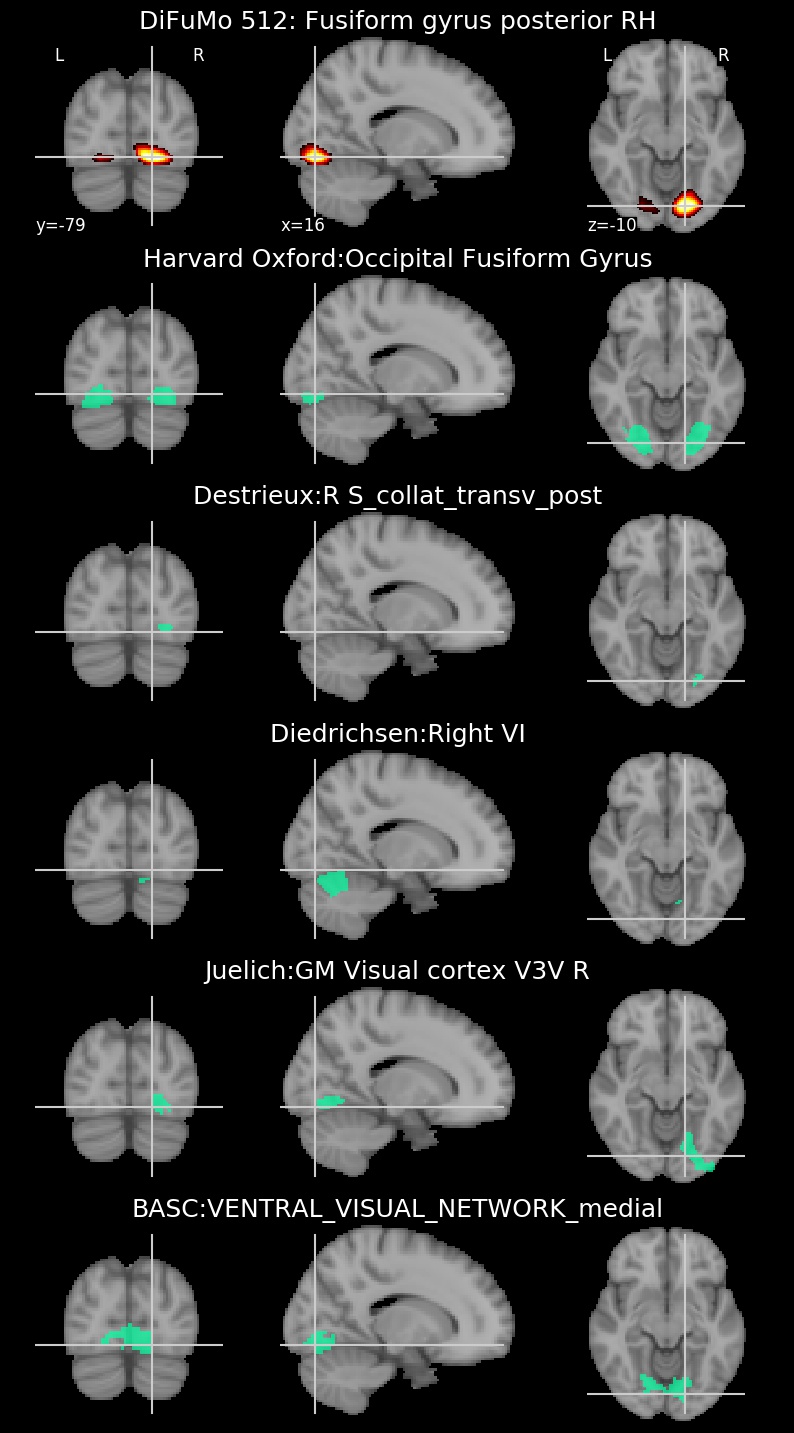 DiFuMo 512: Fusiform gyrus posterior RH
L R L R
y=-79 x=16 z=-10
Harvard Oxford:Occipital Fusiform Gyrus
Destrieux:R S_collat_transv_post
Diedrichsen:Right VI
Juelich:GM Visual cortex V3V R
BASC:VENTRAL_VISUAL_NETWORK_medial